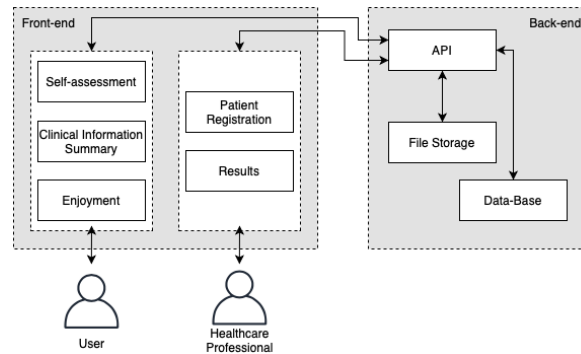 Front-end
Back-end
Self-assessment
Clinical Information
Summary
Enjoyment
Patient
Registration
Results
API
File Storage
Data-Base
User
Healthcare
Professional